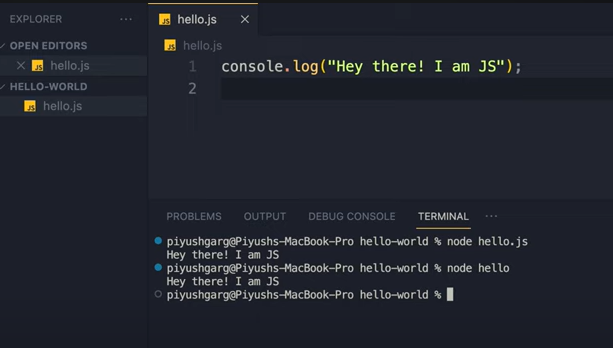 EXPLORER ···
OPEN EDITORS
JS hello.js
HELLO-WORLD
JS hello.js
JS hello.js
JS hello.js
1 console.log("Hey there! I am JS");
2
PROBLEMS OUTPUT DEBUG CONSOLE TERMINAL ···
piyushgarg@Piyushs-MacBook-Pro hello-world % node hello.js
Hey there! I am JS
piyushgarg@Piyushs-MacBook-Pro hello-world % node hello
Hey there! I am JS
piyushgarg@Piyushs-MacBook-Pro hello-world %